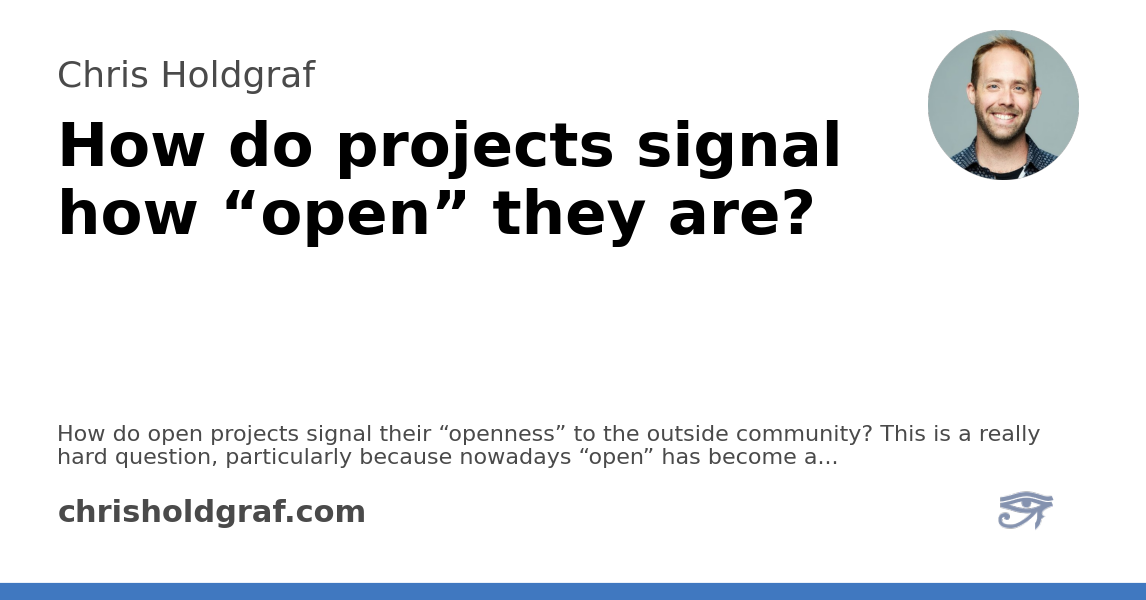 Chris Holdgraf
How do projects signal
how “open” they are?
How do open projects signal their “openness” to the outside community? This is a really
hard question, particularly because nowadays “open” has become a...
chrisholdgraf.com